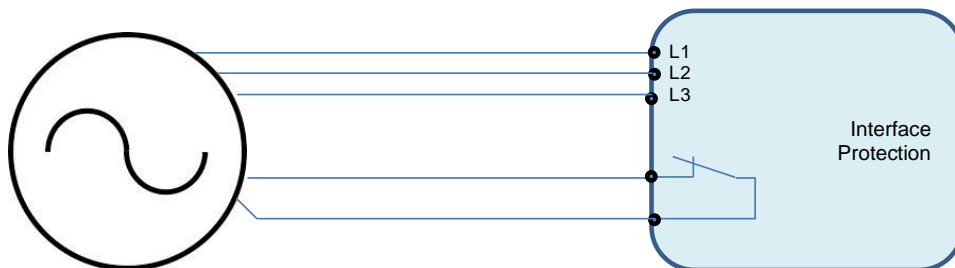 L1
L2
L3
Interface
Protection